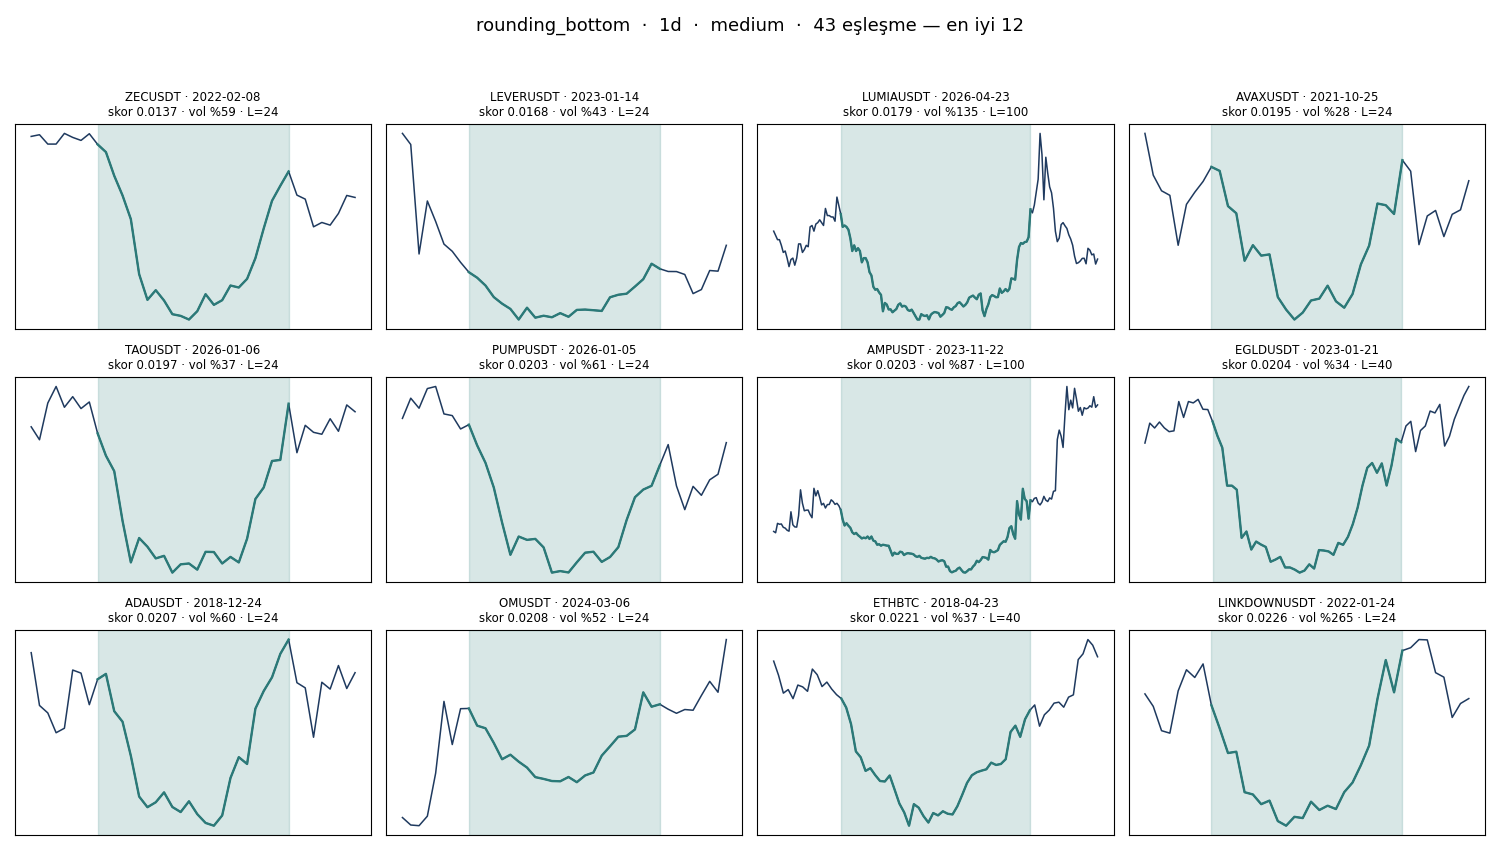 rounding_bottom · 1d · medium · 43 eşleşme — en iyi 12
ZECUSDT · 2022-02-08
skor 0.0137 · vol %59 · L=24
LEVERUSDT · 2023-01-14
skor 0.0168 · vol %43 · L=24
LUMIAUSDT · 2026-04-23
skor 0.0179 · vol %135 · L=100
AVAXUSDT · 2021-10-25
skor 0.0195 · vol %28 · L=24
TAOUSDT · 2026-01-06
skor 0.0197 · vol %37 · L=24
PUMPUSDT · 2026-01-05
skor 0.0203 · vol %61 · L=24
AMPUSDT · 2023-11-22
skor 0.0203 · vol %87 · L=100
EGLDUSDT · 2023-01-21
skor 0.0204 · vol %34 · L=40
ADAUSDT · 2018-12-24
skor 0.0207 · vol %60 · L=24
OMUSDT · 2024-03-06
skor 0.0208 · vol %52 · L=24
ETHBTC · 2018-04-23
skor 0.0221 · vol %37 · L=40
LINKDOWNUSDT · 2022-01-24
skor 0.0226 · vol %265 · L=24